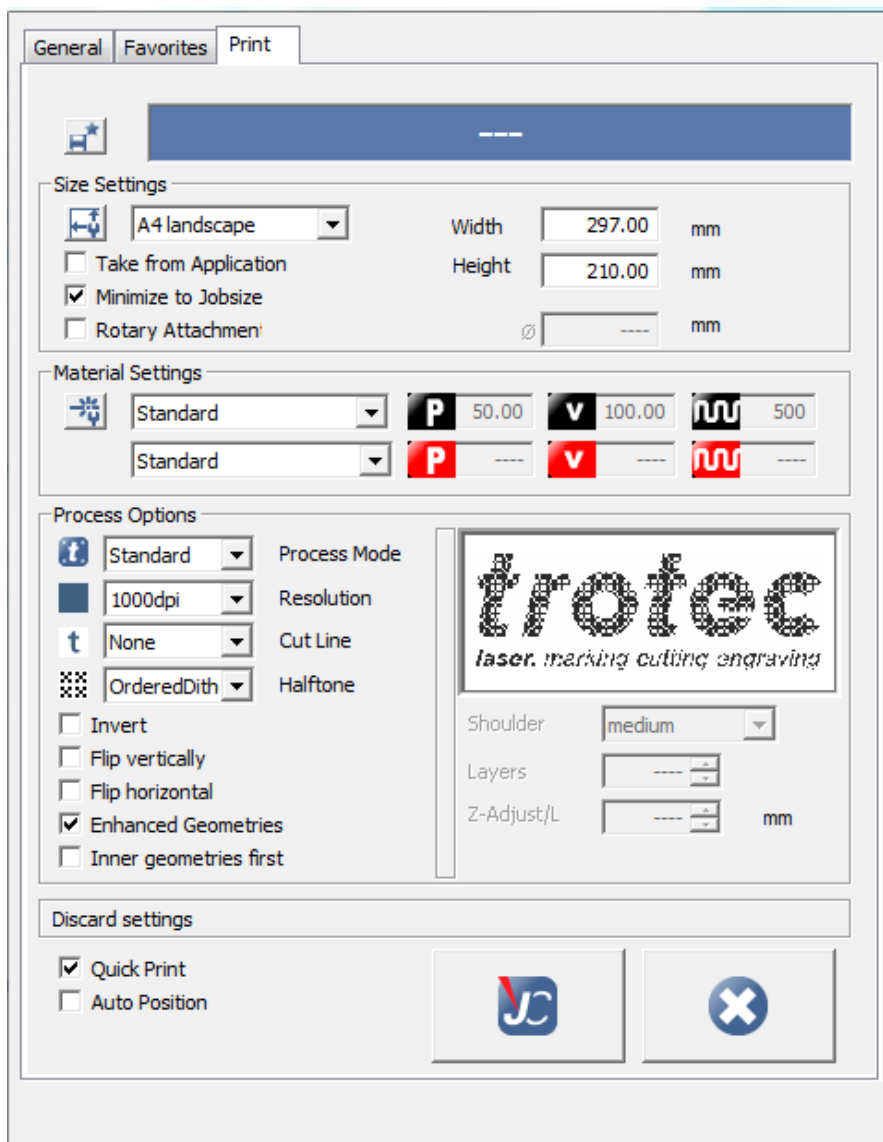 General Favorites Print
---
Size Settings
A4 landscape Width 297.00 mm
Take from Application Height 210.00 mm
Minimize to Jobsize
Rotary Attachment Ø ---- mm
Material Settings
Standard P 50.00 v 100.00 500
Standard P ---- v ---- ----
Process Options
t Standard Process Mode
1000dpi Resolution
t None Cut Line
OrderedDith Halftone
trotec
laser. marking cutting engraving
Invert
Flip vertically
Flip horizontal
Enhanced Geometries
Inner geometries first
Shoulder medium
Layers ----
Z-Adjust/L ---- mm
Discard settings
Quick Print
Auto Position
JC